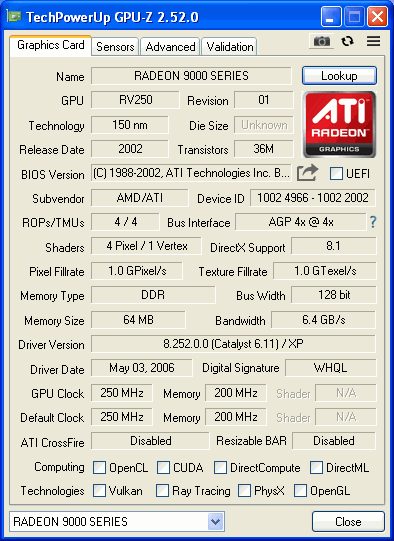 TechPowerUp GPU-Z 2.52.0
Graphics Card Sensors Advanced Validation
Name RADEON 9000 SERIES Lookup
GPU RV250 Revision 01
Technology 150 nm Die Size Unknown
Release Date 2002 Transistors 36M
ATI
RADEON
GRAPHICS
BIOS Version (C) 1988-2002, ATI Technologies Inc. B... UEFI
Subvendor AMD/ATI Device ID 1002 4966 - 1002 2002
ROPs/TMUs 4 / 4 Bus Interface AGP 4x @ 4x ?
Shaders 4 Pixel / 1 Vertex DirectX Support 8.1
Pixel Fillrate 1.0 GPixel/s Texture Fillrate 1.0 GTexel/s
Memory Type DDR Bus Width 128 bit
Memory Size 64 MB Bandwidth 6.4 GB/s
Driver Version 8.252.0.0 (Catalyst 6.11) / XP
Driver Date May 03, 2006 Digital Signature WHQL
GPU Clock 250 MHz Memory 200 MHz Shader N/A
Default Clock 250 MHz Memory 200 MHz Shader N/A
ATI CrossFire Disabled Resizable BAR Disabled
Computing OpenCL CUDA DirectCompute DirectML
Technologies Vulkan Ray Tracing PhysX OpenGL
RADEON 9000 SERIES Close